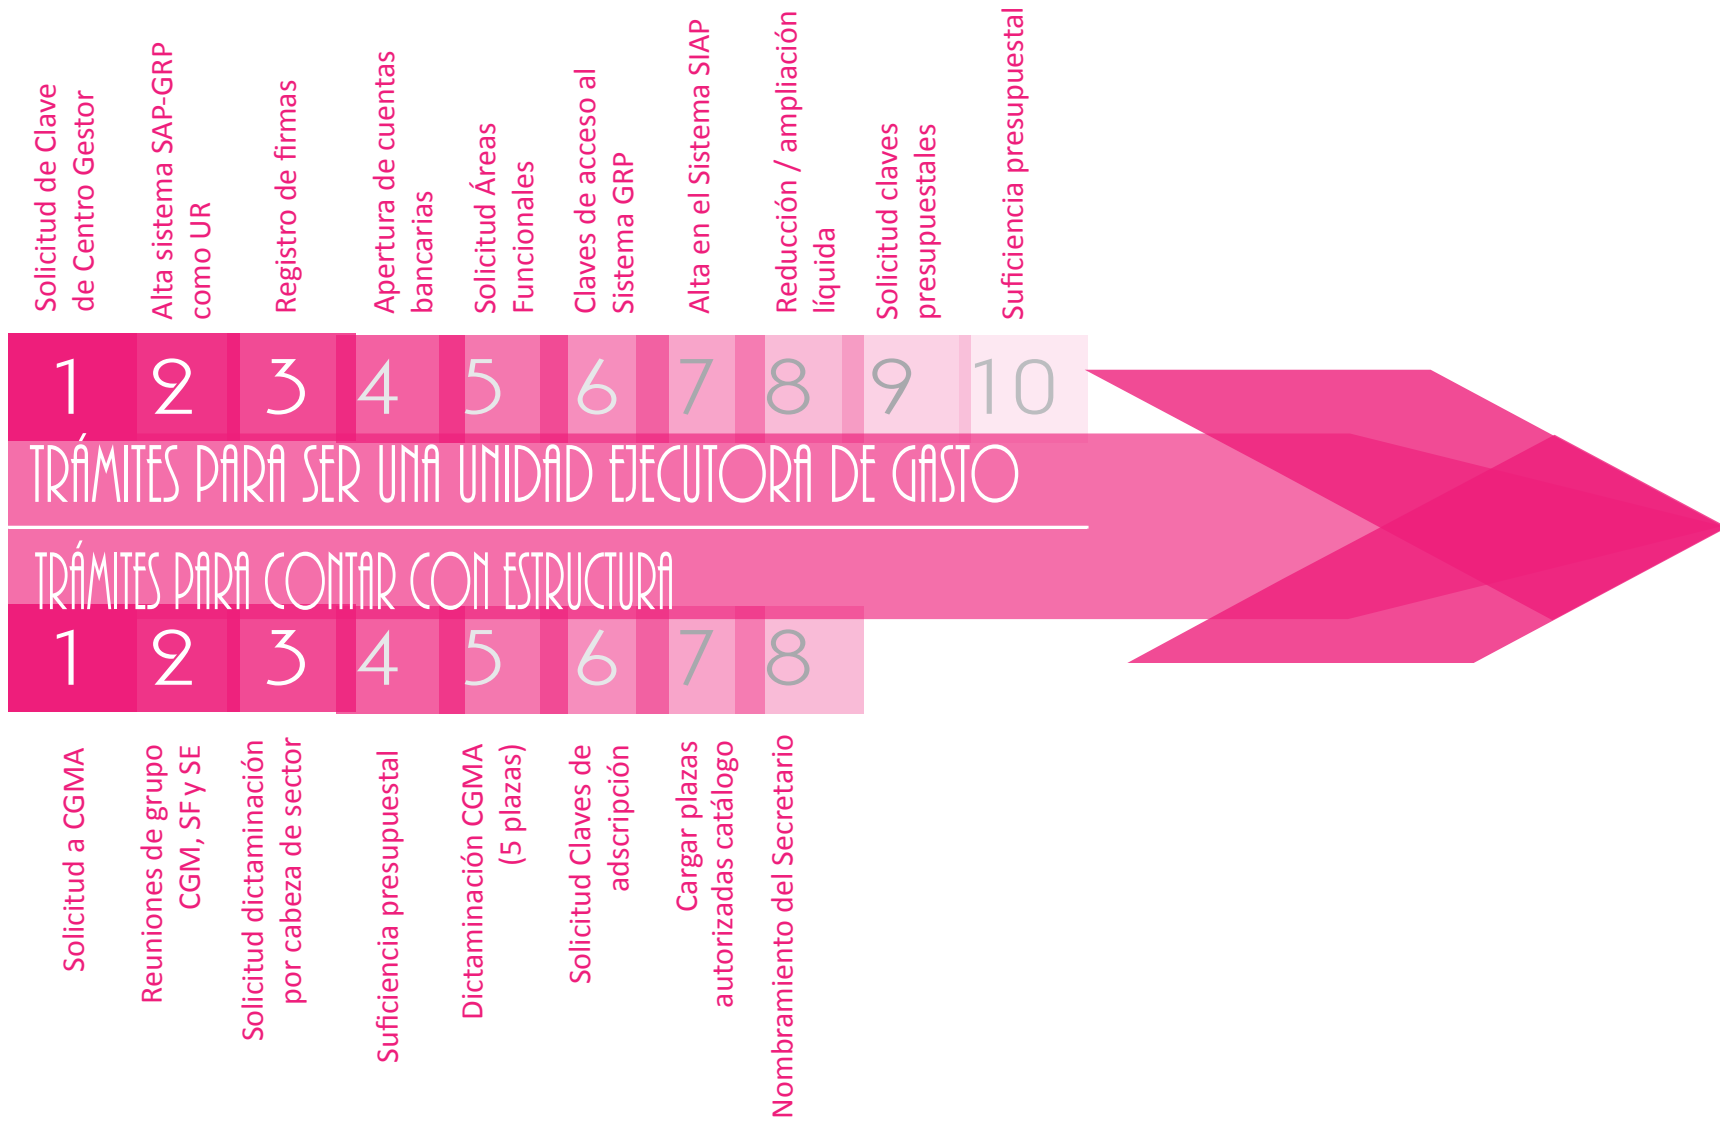 Solicitud de Clave
de Centro Gestor
Alta sistema SAP-GRP
como UR
Registro de firmas
Apertura de cuentas
bancarias
Solicitud Áreas
Funcionales
Claves de acceso al
Sistema GRP
Alta en el Sistema SIAP
Reducción / ampliación
líquida
Solicitud claves
presupuestales
Suficiencia presupuestal
1 2 3 4 5 6 7 8 9 10
TRÁMITES PARA SER UNA UNIDAD EJECUTORA DE GASTO
TRÁMITES PARA CONTAR CON ESTRUCTURA
1 2 3 4 5 6 7 8
Solicitud a CGMA
Reuniones de grupo
CGM, SF y SE
Solicitud dictaminación
por cabeza de sector
Suficiencia presupuestal
Dictaminación CGMA
(5 plazas)
Solicitud Claves de
adscripción
Cargar plazas
autorizadas catálogo
Nombramiento del Secretario